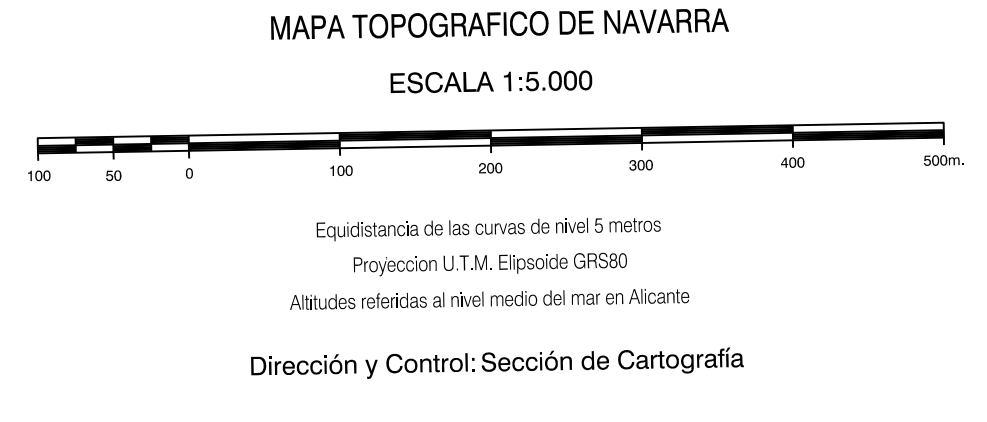 MAPA TOPOGRAFICO DE NAVARRA
ESCALA 1:5.000
100 50 0 100 200 300 400 500m.
Equidistancia de las curvas de nivel 5 metros
Proyeccion U.T.M. Elipsoide GRS80
Altitudes referidas al nivel medio del mar en Alicante
Dirección y Control: Sección de Cartografía